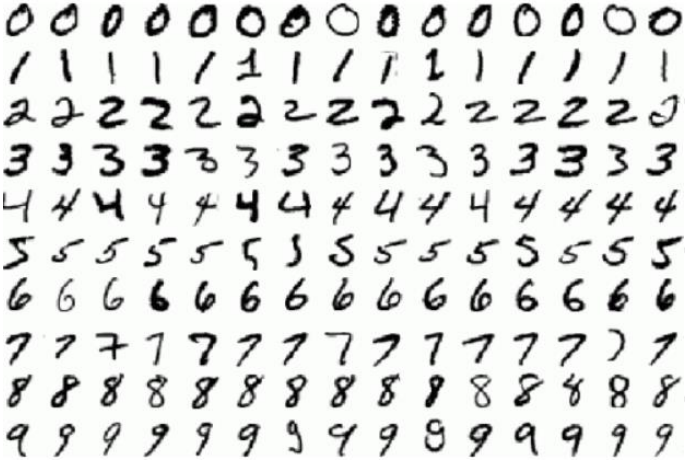 0 0 0 0 0 0 0 0 0 0 0 0 0 0 0
1 1 1 1 1 1 1 1 1 1 1 1 1 1 1
2 2 2 2 2 2 2 2 2 2 2 2 2 2 2
3 3 3 3 3 3 3 3 3 3 3 3 3 3 3
4 4 4 4 4 4 4 4 4 4 4 4 4 4 4
5 5 5 5 5 5 5 5 5 5 5 5 5 5 5
6 6 6 6 6 6 6 6 6 6 6 6 6 6 6
7 7 7 7 7 7 7 7 7 7 7 7 7 7 7
8 8 8 8 8 8 8 8 8 8 8 8 8 8 8
9 9 9 9 9 9 9 9 9 9 9 9 9 9 9